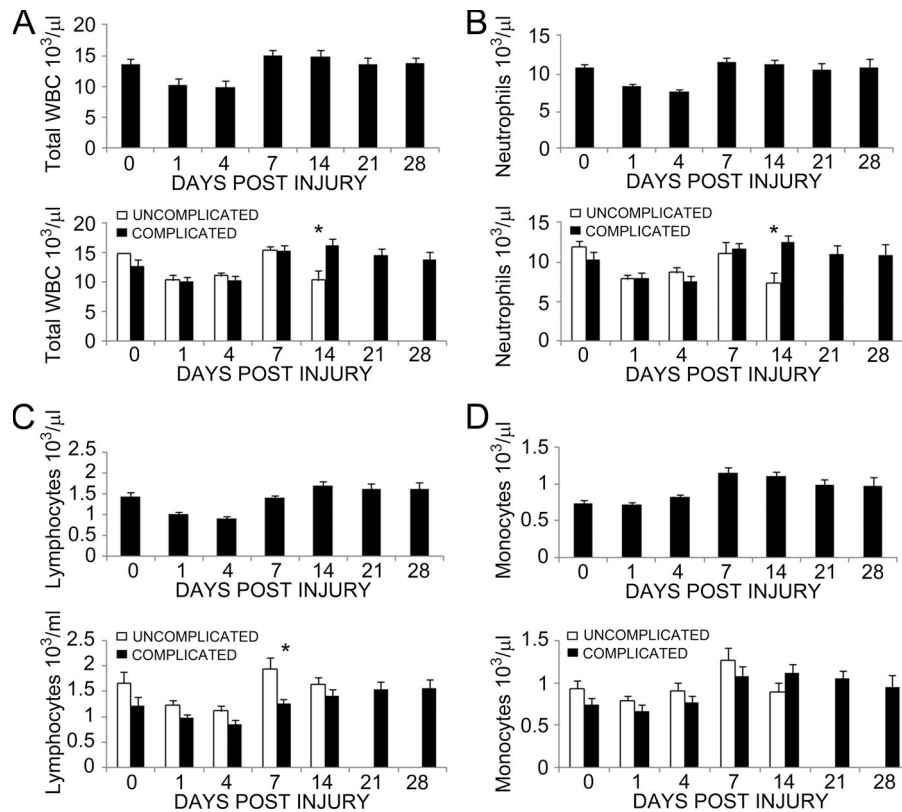 A
Total WBC 10³/μl
20
15
10
5
0
0 1 4 7 14 21 28
DAYS POST INJURY
Total WBC 10³/μl
20
15
10
5
0
UNCOMPLICATED
COMPLICATED
*
0 1 4 7 14 21 28
DAYS POST INJURY
B
Neutrophils 10³/μl
15
10
5
0
0 1 4 7 14 21 28
DAYS POST INJURY
Neutrophils 10³/μl
15
10
5
0
UNCOMPLICATED
COMPLICATED
*
0 1 4 7 14 21 28
DAYS POST INJURY
C
Lymphocytes 10³/μl
2.5
2
1.5
1
0.5
0
0 1 4 7 14 21 28
DAYS POST INJURY
Lymphocytes 10³/ml
2.5
2
1.5
1
0.5
0
UNCOMPLICATED
COMPLICATED
*
0 1 4 7 14 21 28
DAYS POST INJURY
D
Monocytes 10³/μl
1.5
1
0.5
0
0 1 4 7 14 21 28
DAYS POST INJURY
Monocytes 10³/μl
1.5
1
0.5
0
UNCOMPLICATED
COMPLICATED
0 1 4 7 14 21 28
DAYS POST INJURY